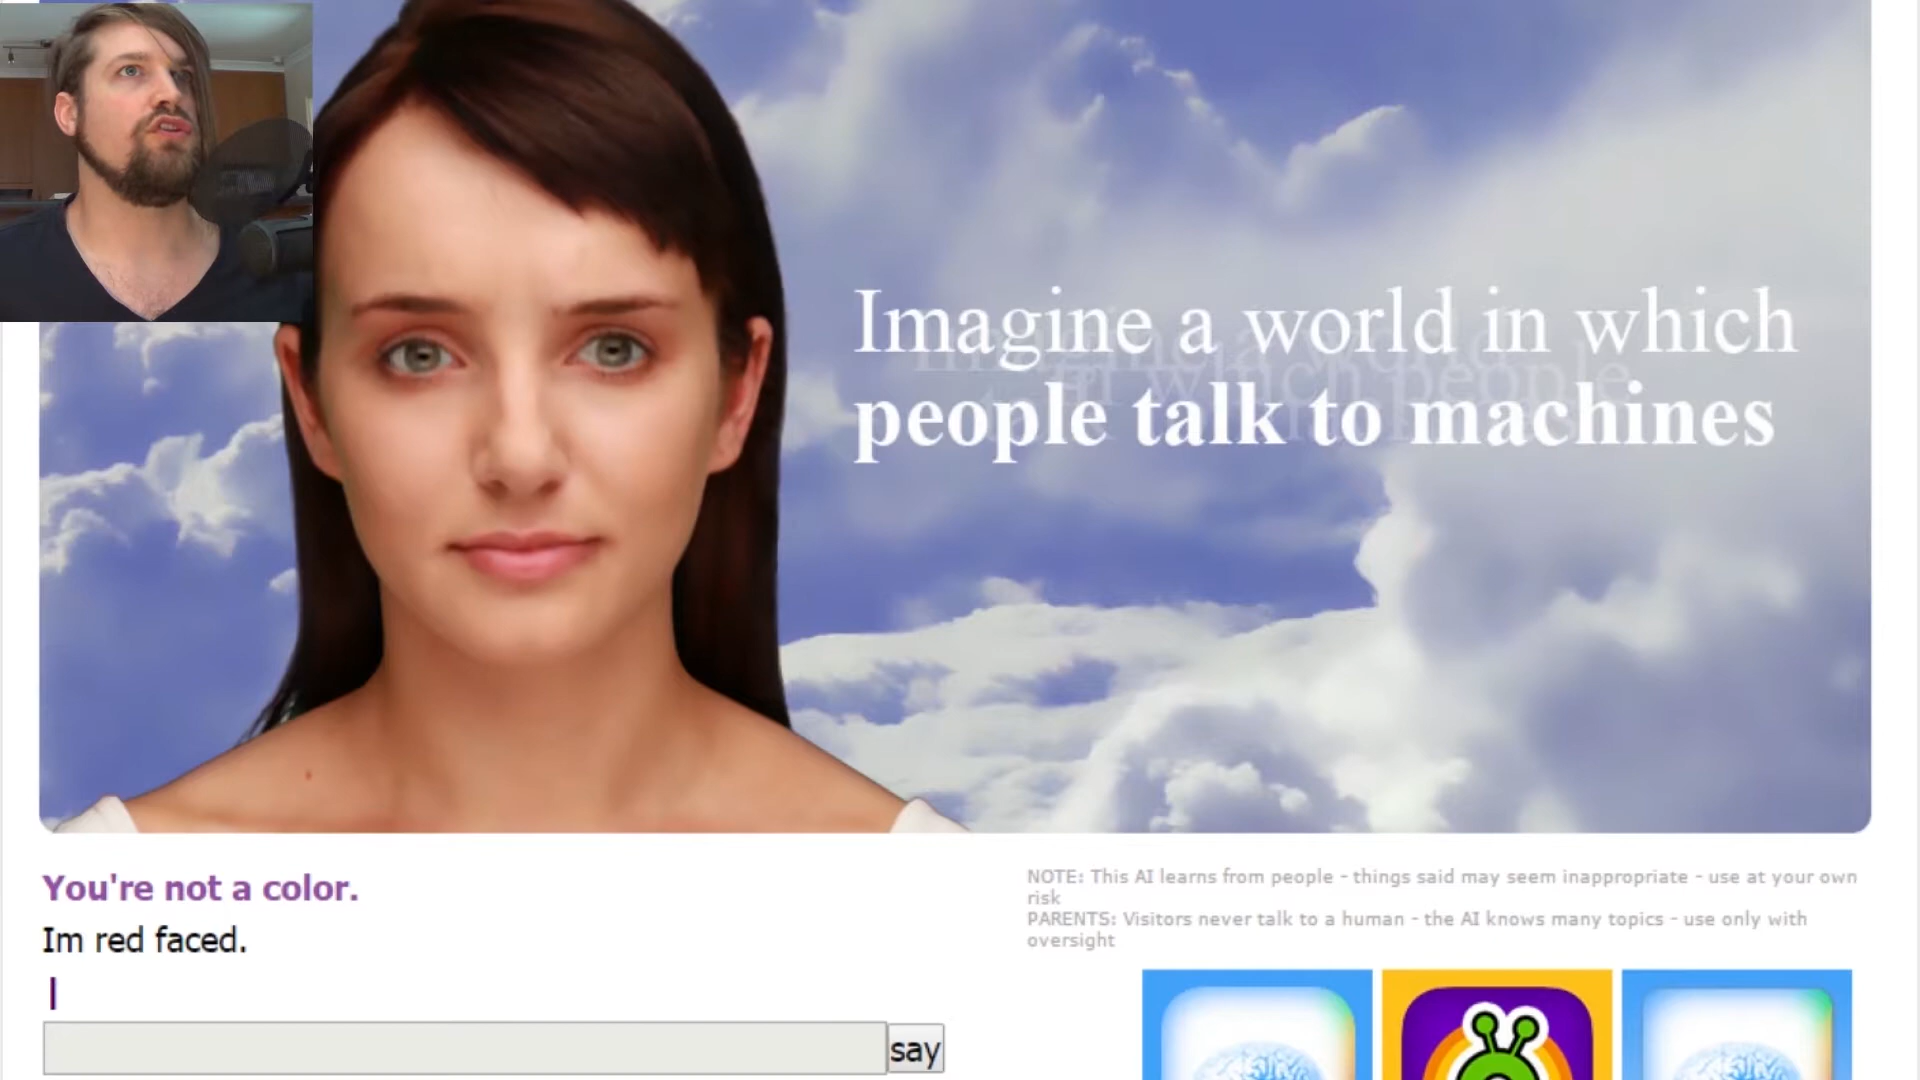 Imagine a world in which
people talk to machines
You're not a color.
Im red faced.
say
NOTE: This AI learns from people - things said may seem inappropriate - use at your own
risk
PARENTS: Visitors never talk to a human - the AI knows many topics - use only with
oversight